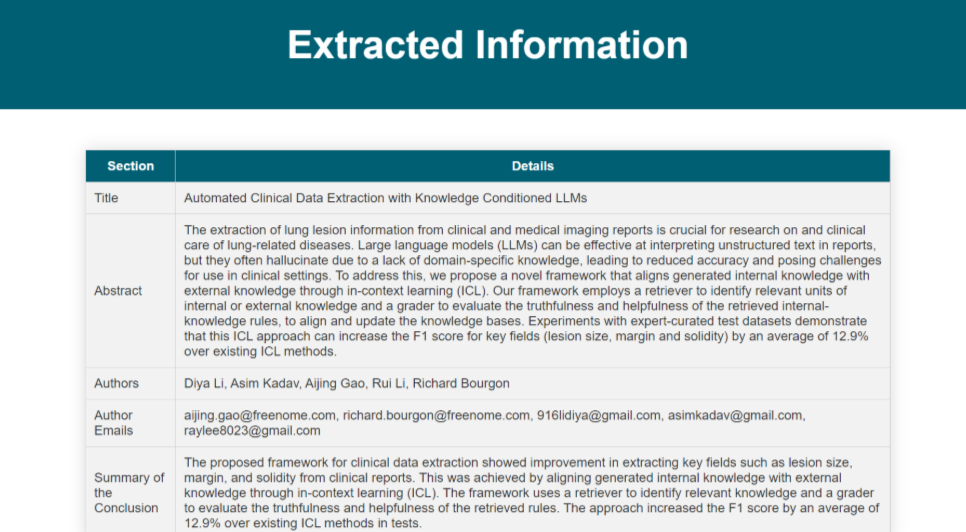 Extracted Information
Section Details
Title Automated Clinical Data Extraction with Knowledge Conditioned LLMs
Abstract
The extraction of lung lesion information from clinical and medical imaging reports is crucial for research on and clinical
care of lung-related diseases. Large language models (LLMs) can be effective at interpreting unstructured text in reports,
but they often hallucinate due to a lack of domain-specific knowledge, leading to reduced accuracy and posing challenges
for use in clinical settings. To address this, we propose a novel framework that aligns generated internal knowledge with
external knowledge through in-context learning (ICL). Our framework employs a retriever to identify relevant units of
internal or external knowledge and a grader to evaluate the truthfulness and helpfulness of the retrieved internal-
knowledge rules, to align and update the knowledge bases. Experiments with expert-curated test datasets demonstrate
that this ICL approach can increase the F1 score for key fields (lesion size, margin and solidity) by an average of 12.9%
over existing ICL methods.
Authors Diya Li, Asim Kadav, Aijing Gao, Rui Li, Richard Bourgon
Author
Emails
aijing.gao@freenome.com, richard.bourgon@freenome.com, 916lidiya@gmail.com, asimkadav@gmail.com,
raylee8023@gmail.com
Summary of
the
Conclusion
The proposed framework for clinical data extraction showed improvement in extracting key fields such as lesion size,
margin, and solidity from clinical reports. This was achieved by aligning generated internal knowledge with external
knowledge through in-context learning (ICL). The framework uses a retriever to identify relevant knowledge and a grader
to evaluate the truthfulness and helpfulness of the retrieved rules. The approach increased the F1 score by an average of
12.9% over existing ICL methods in tests.